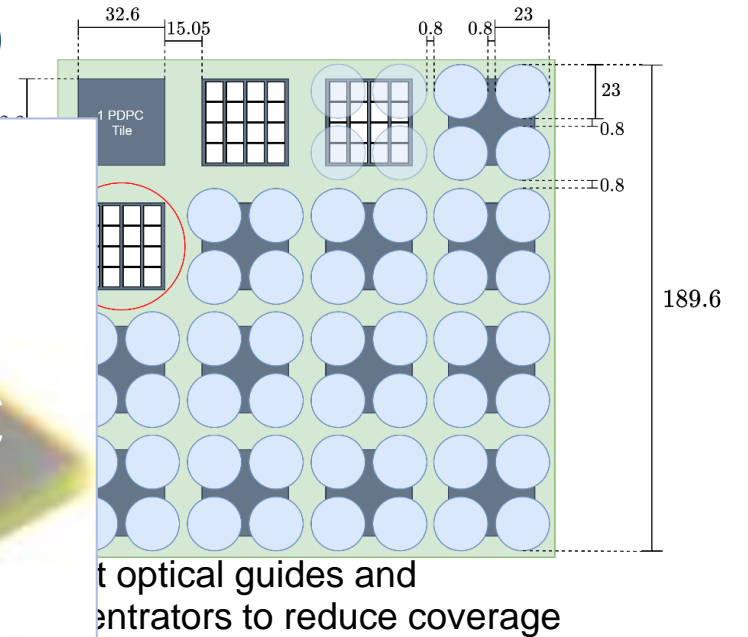 32.6
15.05
0.8
0.8
23
1 PDPC
Tile
23
0.8
0.8
189.6
t optical guides and
entrators to reduce coverage